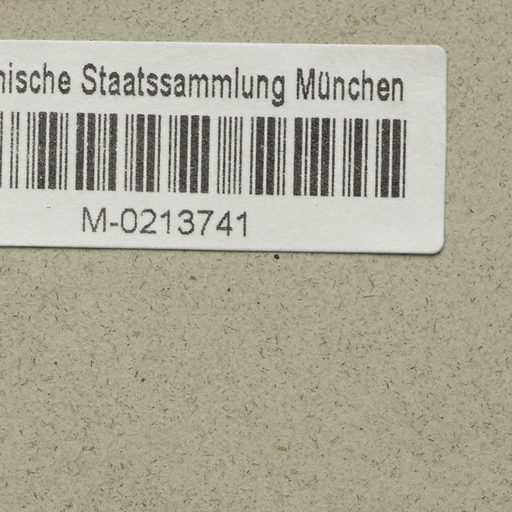 nische Staatssammlung München
M-0213741